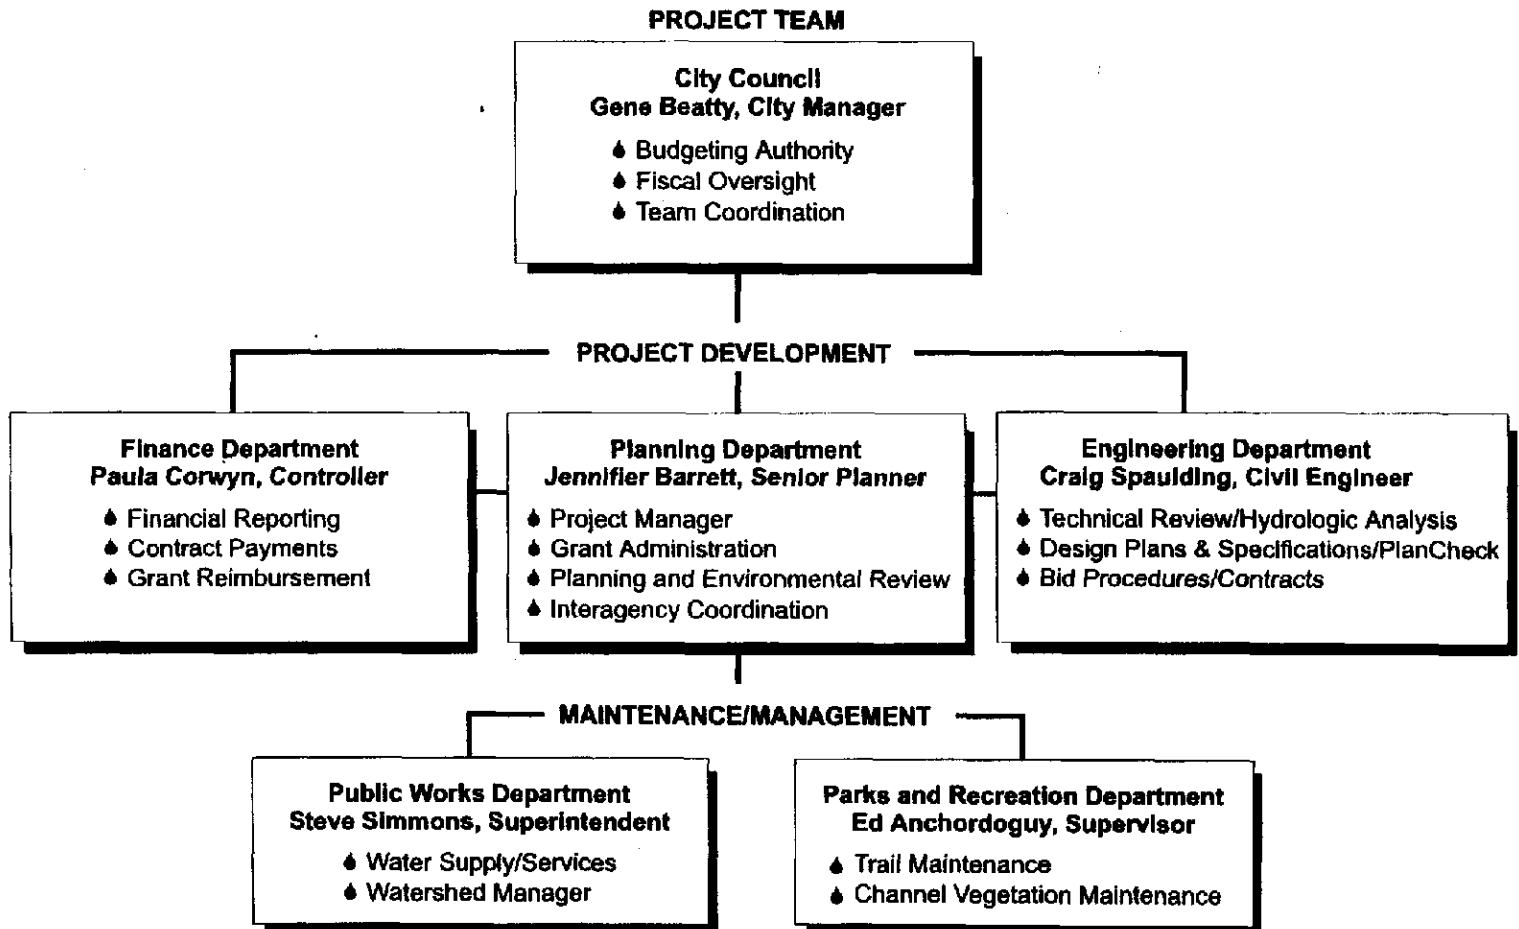 PROJECT TEAM
City Council
Gene Beatty, City Manager
Budgeting Authority
Fiscal Oversight
Team Coordination
PROJECT DEVELOPMENT
Finance Department
Paula Corwyn, Controller
Financial Reporting
Contract Payments
Grant Reimbursement
Planning Department
Jennifier Barrett, Senior Planner
Project Manager
Grant Administration
Planning and Environmental Review
Interagency Coordination
Engineering Department
Craig Spaulding, Civil Engineer
Technical Review/Hydrologic Analysis
Design Plans & Specifications/PlanCheck
Bid Procedures/Contracts
MAINTENANCE/MANAGEMENT
Public Works Department
Steve Simmons, Superintendent
Water Supply/Services
Watershed Manager
Parks and Recreation Department
Ed Anchordoguy, Supervisor
Trail Maintenance
Channel Vegetation Maintenance